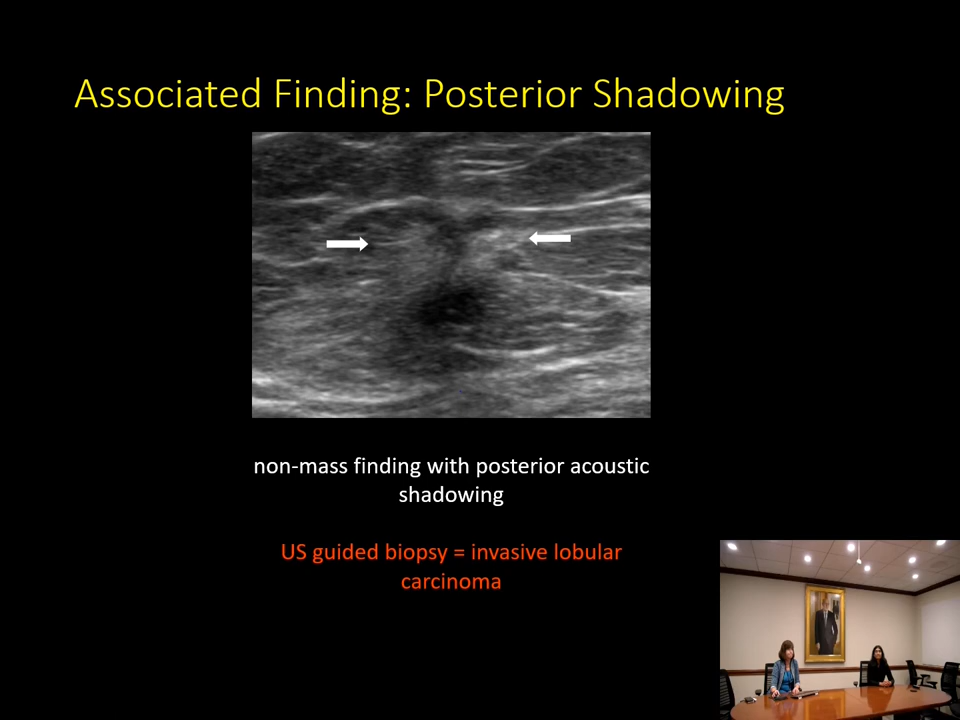 Associated Finding: Posterior Shadowing
non-mass finding with posterior acoustic
shadowing
US guided biopsy = invasive lobular
carcinoma